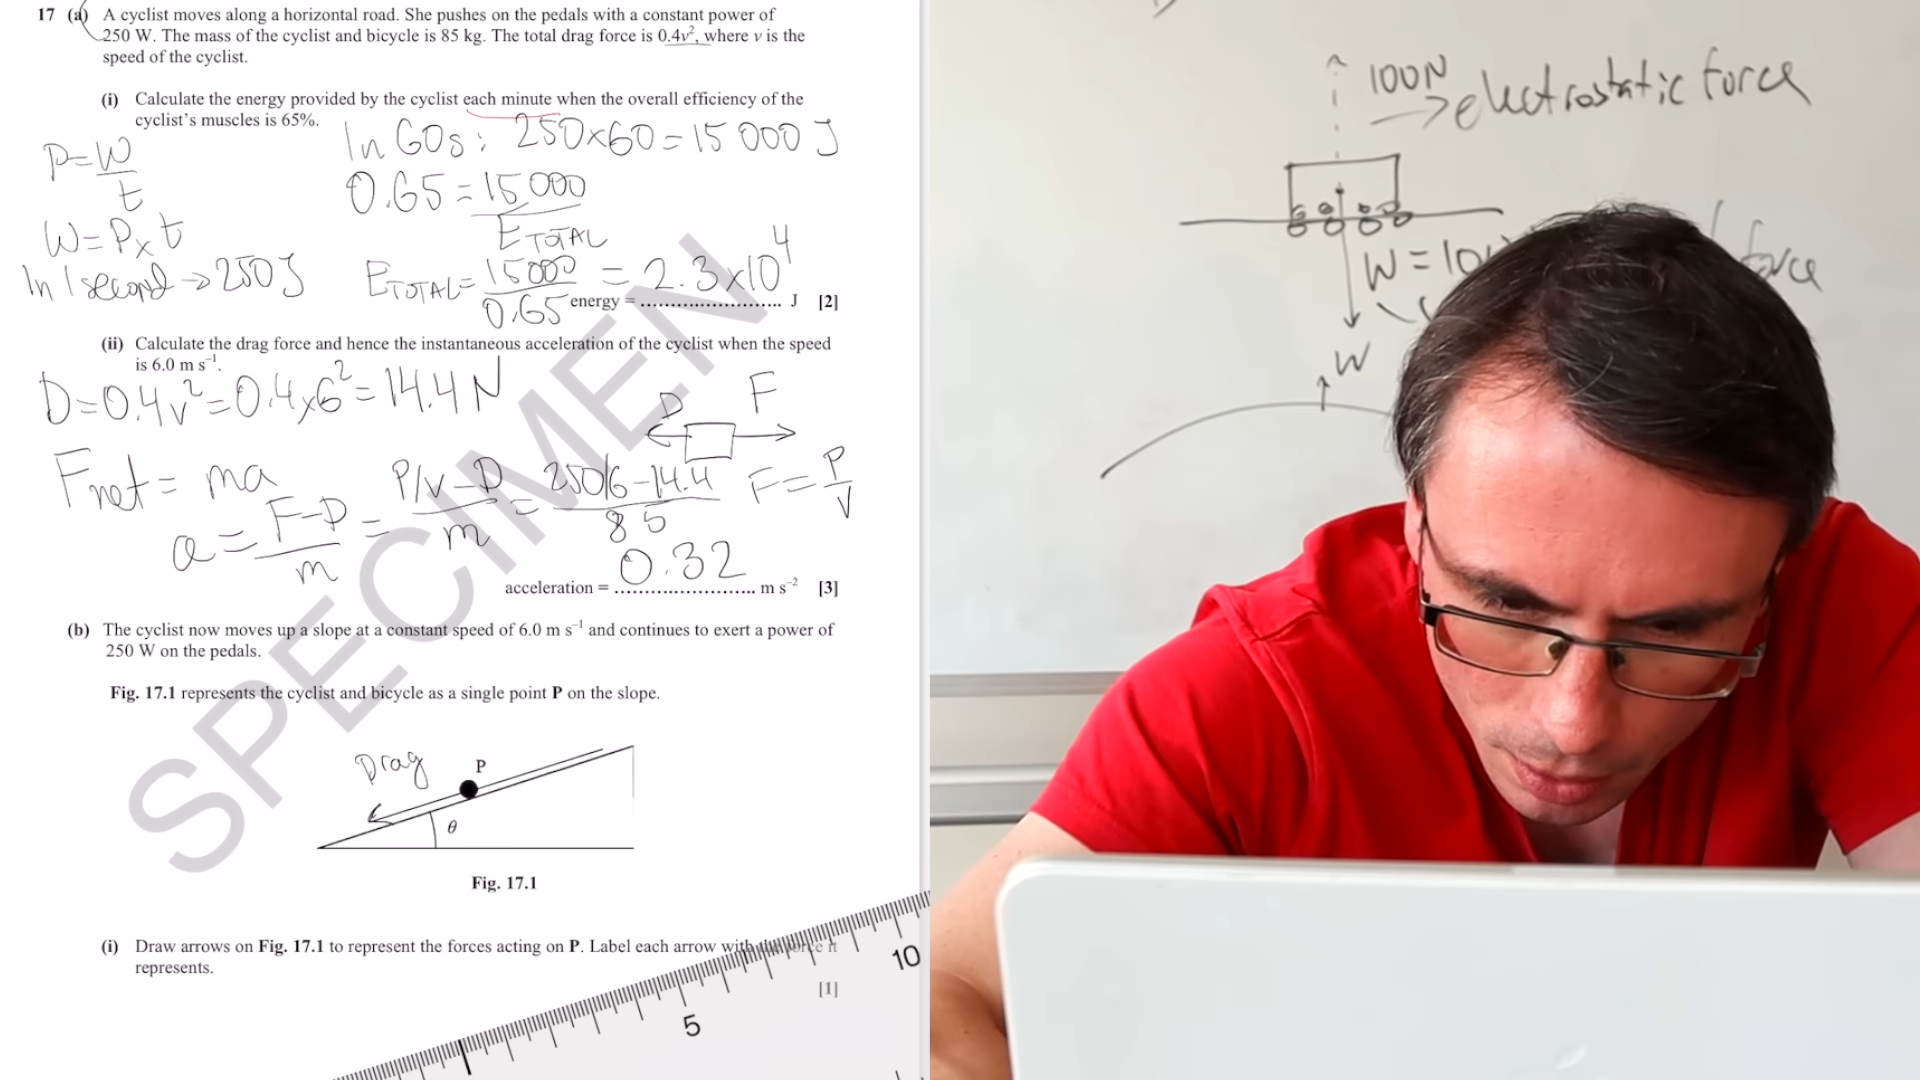 17 (a) A cyclist moves along a horizontal road. She pushes on the pedals with a constant power of
250 W. The mass of the cyclist and bicycle is 85 kg. The total drag force is 0.4v², where v is the
speed of the cyclist.
(i) Calculate the energy provided by the cyclist each minute when the overall efficiency of the
cyclist's muscles is 65%.
P=W/t
W=P×t
In 1 second → 250J
In 60s: 250×60=15 000 J
0.65 = 15 000/E TOTAL
E TOTAL = 15000/0.65 = 2.3×10⁴
energy = ........................ J [2]
(ii) Calculate the drag force and hence the instantaneous acceleration of the cyclist when the speed
is 6.0 m s⁻¹.
D=0.4v²=0.4×6²=14.4N
D F
Fnet = ma
F=P/V
a = F-D/m = P/v-D/m = 250/6-14.4/85
0.32
acceleration = ........................ m s⁻² [3]
(b) The cyclist now moves up a slope at a constant speed of 6.0 m s⁻¹ and continues to exert a power of
250 W on the pedals.
Fig. 17.1 represents the cyclist and bicycle as a single point P on the slope.
Drag P
θ
Fig. 17.1
(i) Draw arrows on Fig. 17.1 to represent the forces acting on P. Label each arrow with the force it
represents.
[1]
5 10
SPECIMEN
100N
→ electrostatic force
W = 10
force
W